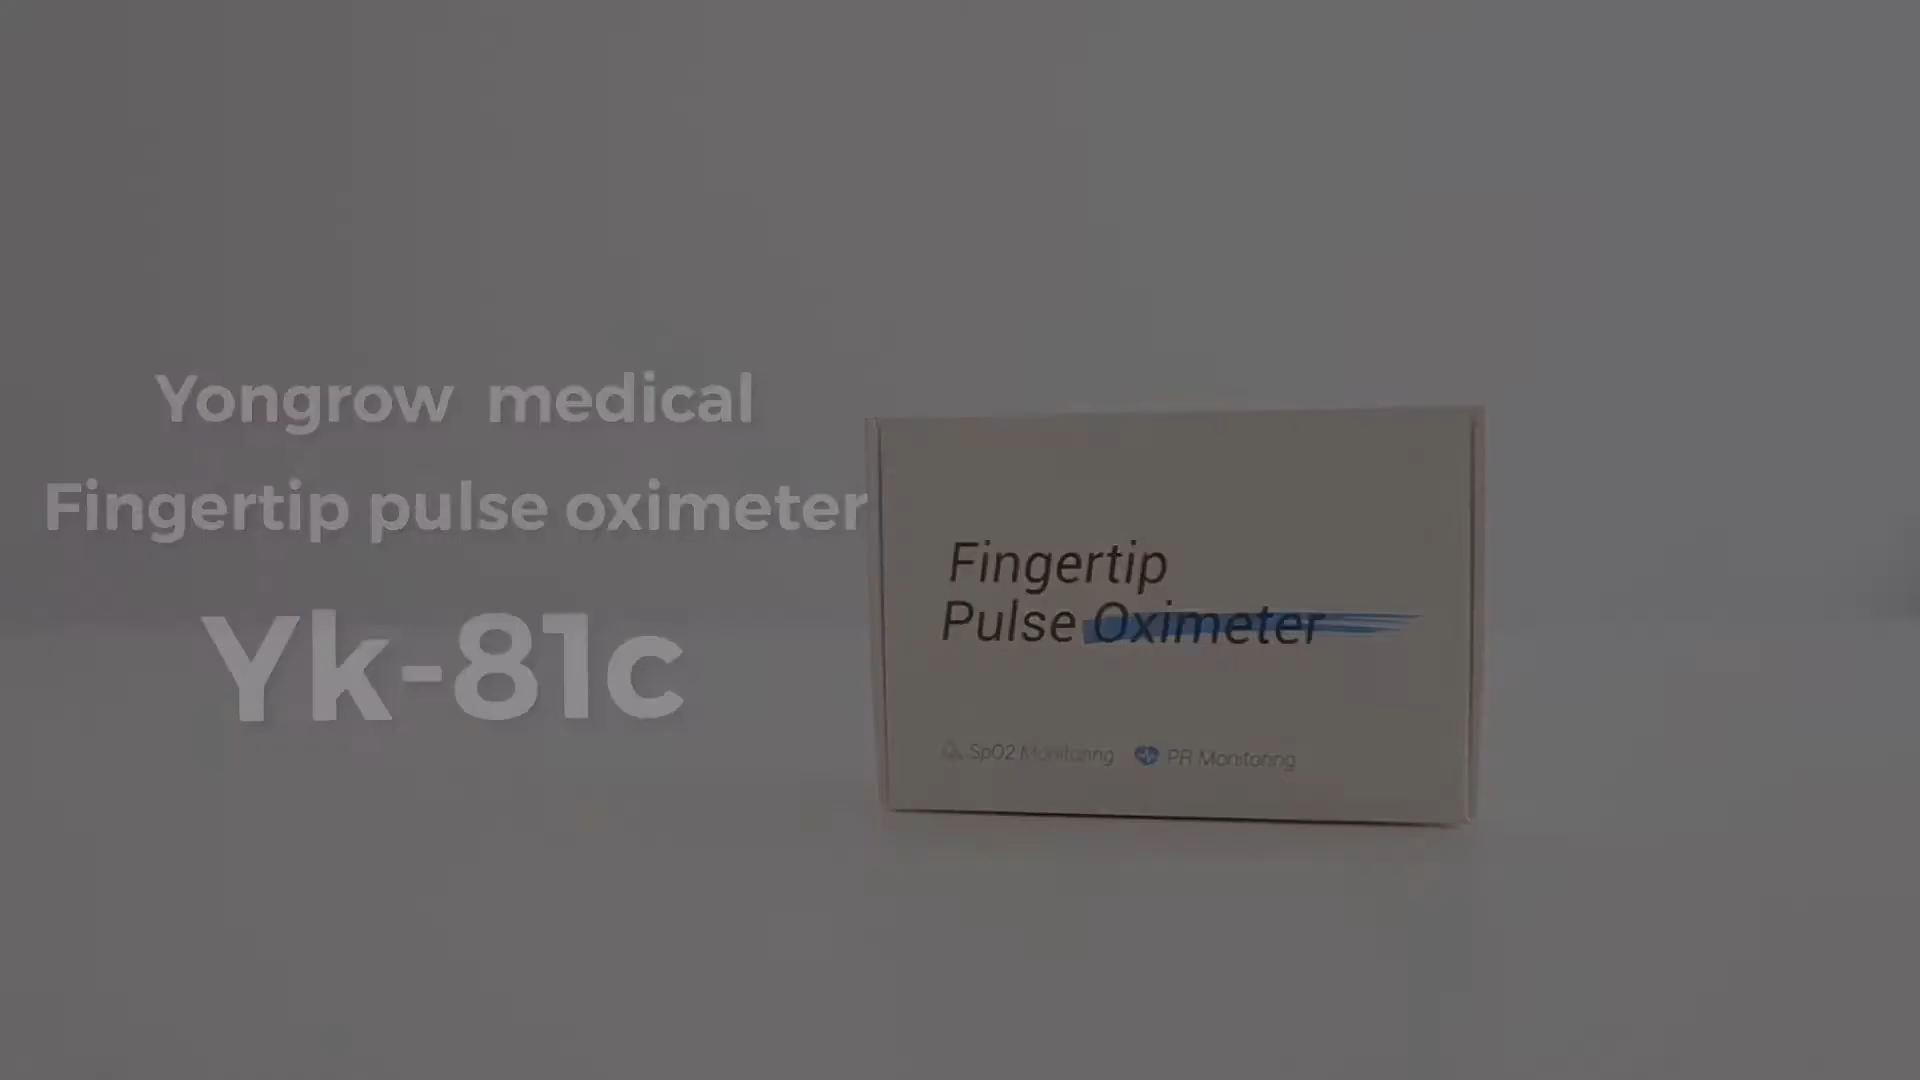 Yongrow medical
Fingertip pulse oximeter
Yk-81c
Fingertip
Pulse Oximeter
SpO2 Monitoring PR Monitoring